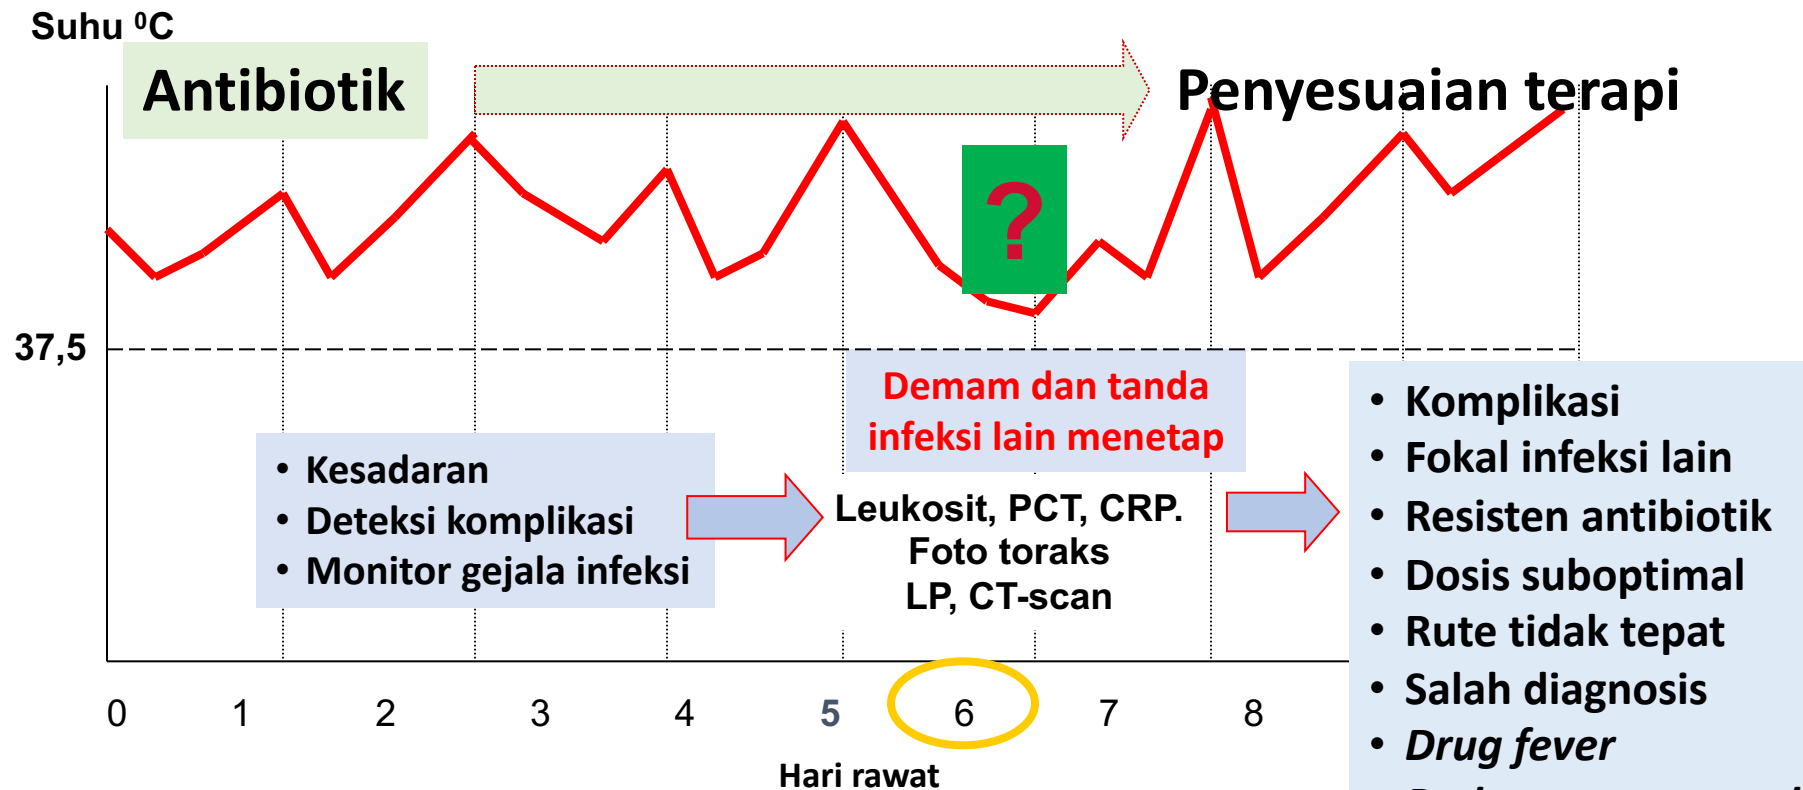 Suhu ⁰C
Antibiotik
Penyesuaian terapi
?
37,5
Demam dan tanda
infeksi lain menetap
• Kesadaran
• Deteksi komplikasi
• Monitor gejala infeksi
Leukosit, PCT, CRP.
Foto toraks
LP, CT-scan
• Komplikasi
• Fokal infeksi lain
• Resisten antibiotik
• Dosis suboptimal
• Rute tidak tepat
• Salah diagnosis
• Drug fever
0 1 2 3 4 5 6 7 8
Hari rawat